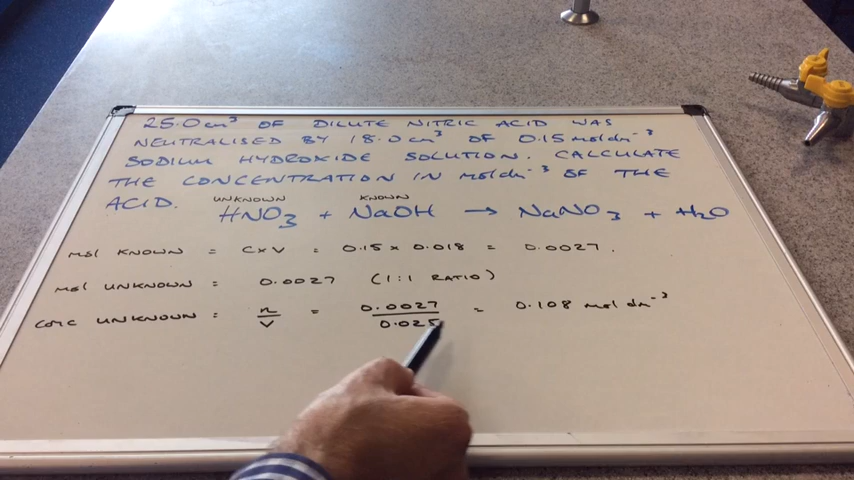 25.0cm³ OF DILUTE NITRIC ACID WAS
NEUTRALISED BY 18.0cm³ OF 0.15moldm⁻³
SODIUM HYDROXIDE SOLUTION. CALCULATE
THE CONCENTRATION IN moldm⁻³ OF THE
ACID.
UNKNOWN KNOWN
HNO₃ + NaOH → NaNO₃ + H₂O
mol KNOWN = C×V = 0.15 × 0.018 = 0.0027.
mol UNKNOWN = 0.0027 (1:1 RATIO)
CONC UNKNOWN = n/V = 0.0027/0.025 = 0.108 mol dm⁻³